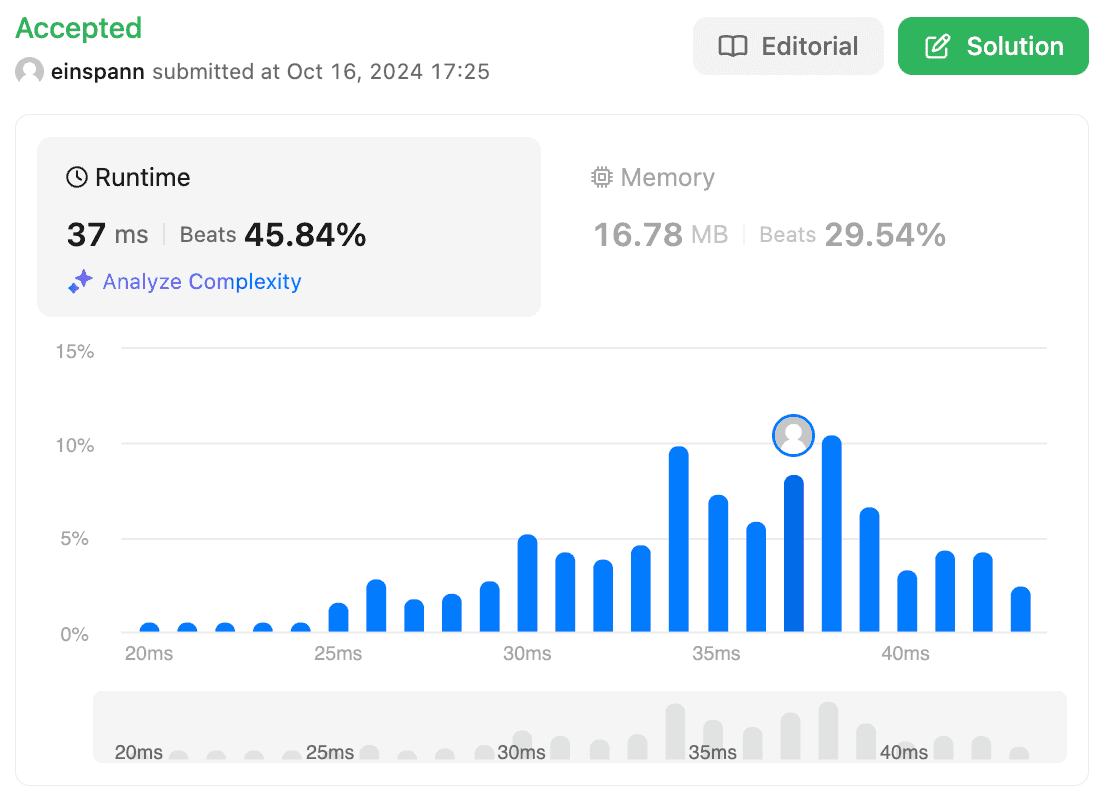 Accepted
einspann submitted at Oct 16, 2024 17:25
Editorial
Solution
Runtime
37 ms Beats 45.84%
Analyze Complexity
Memory
16.78 MB Beats 29.54%
15%
10%
5%
0%
20ms 25ms 30ms 35ms 40ms
20ms 25ms 30ms 35ms 40ms